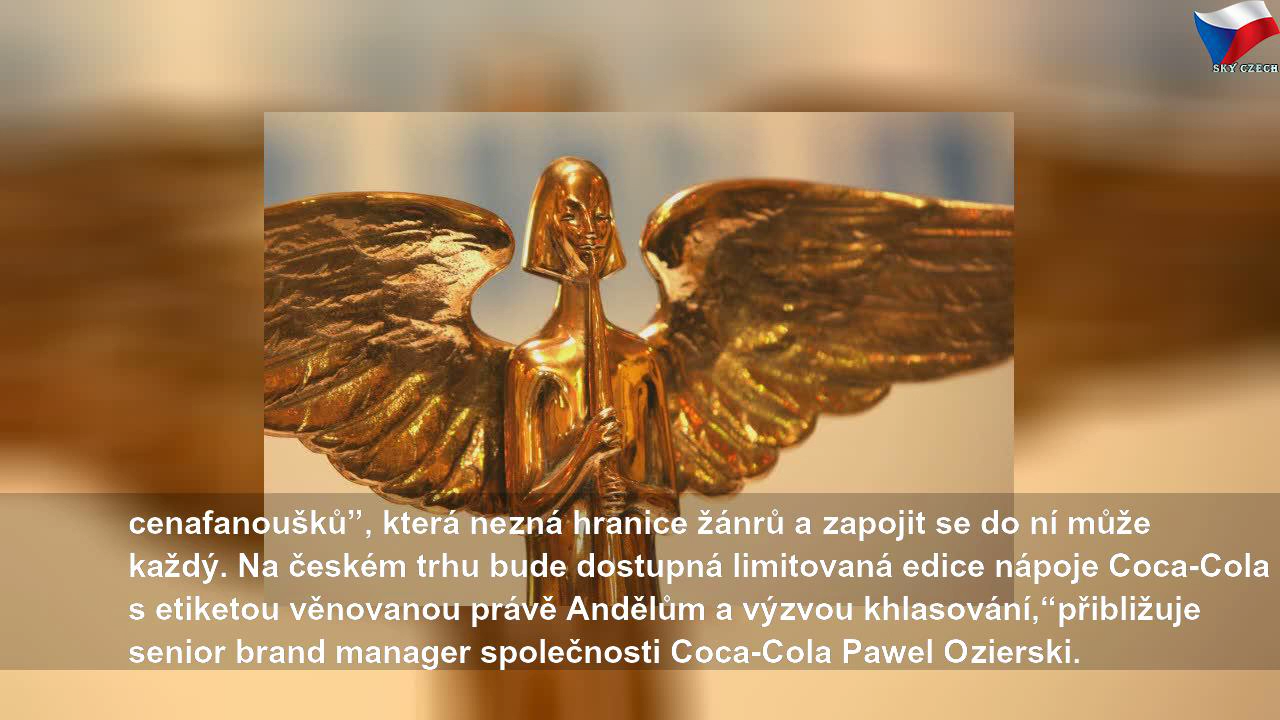 SKY CZECH
cenafanoušků”, která nezná hranice žánrů a zapojit se do ní může
každý. Na českém trhu bude dostupná limitovaná edice nápoje Coca-Cola
s etiketou věnovanou právě Andělům a výzvou khlasování,“přibližuje
senior brand manager společnosti Coca-Cola Pawel Ozierski.